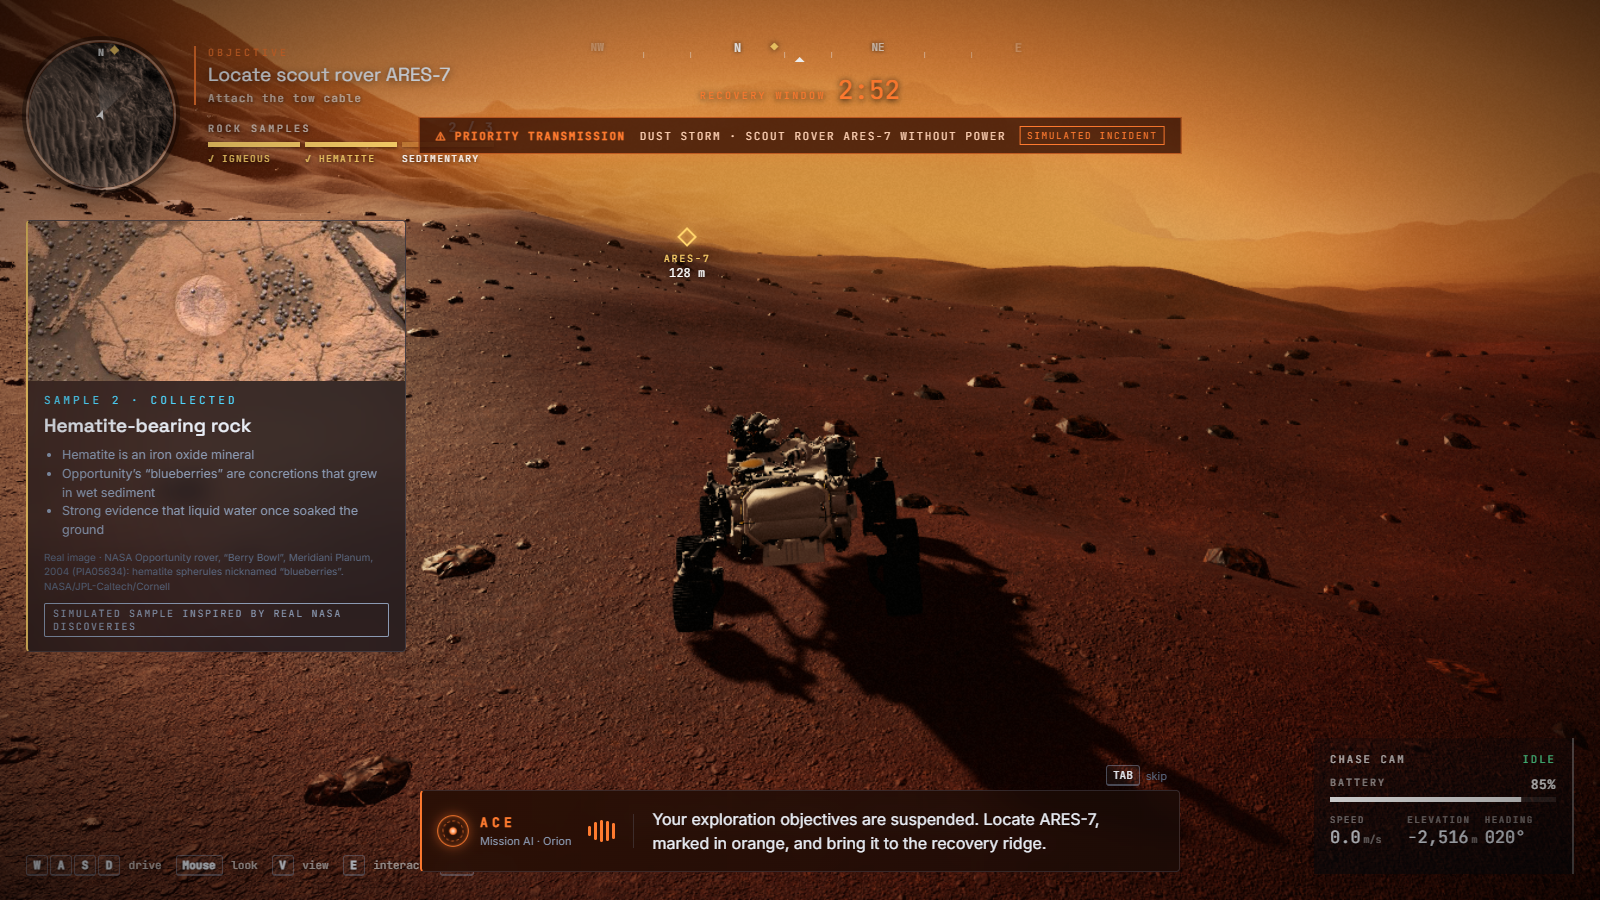 N
OBJECTIVE
Locate scout rover ARES-7
Attach the tow cable
ROCK SAMPLES
2 / 3
✓ IGNEOUS
✓ HEMATITE
SEDIMENTARY
NW
N
NE
E
RECOVERY WINDOW 2:52
⚠ PRIORITY TRANSMISSION DUST STORM · SCOUT ROVER ARES-7 WITHOUT POWER SIMULATED INCIDENT
ARES-7
128 m
SAMPLE 2 · COLLECTED
Hematite-bearing rock
• Hematite is an iron oxide mineral
• Opportunity's “blueberries” are concretions that grew
in wet sediment
• Strong evidence that liquid water once soaked the
ground
Real image · NASA Opportunity rover, “Berry Bowl”, Meridiani Planum,
2004 (PIA05634): hematite spherules nicknamed “blueberries”.
NASA/JPL-Caltech/Cornell
SIMULATED SAMPLE INSPIRED BY REAL NASA
DISCOVERIES
TAB skip
ACE
Mission AI · Orion
Your exploration objectives are suspended. Locate ARES-7,
marked in orange, and bring it to the recovery ridge.
W A S D drive Mouse look V view E interac
CHASE CAM IDLE
BATTERY 85%
SPEED ELEVATION HEADING
0.0 m/s -2,516 m 020°